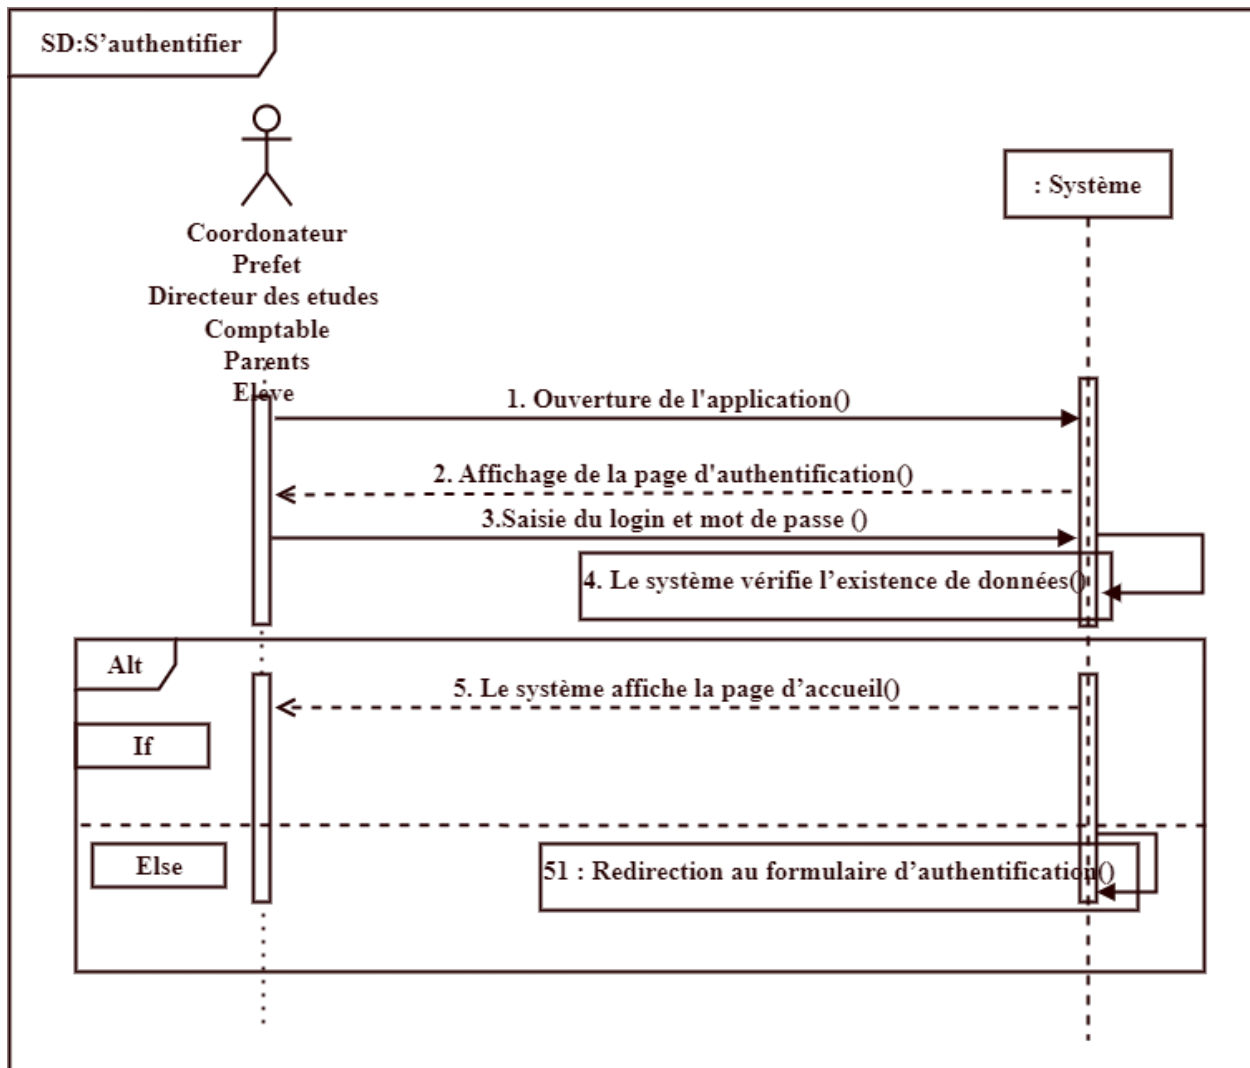 SD:S’authentifier
: Système
Coordonateur
Prefet
Directeur des etudes
Comptable
Parents
Eleve
1. Ouverture de l'application()
2. Affichage de la page d'authentification()
3.Saisie du login et mot de passe ()
4. Le système vérifie l’existence de données()
Alt
5. Le système affiche la page d’accueil()
If
Else
51 : Redirection au formulaire d’authentification()